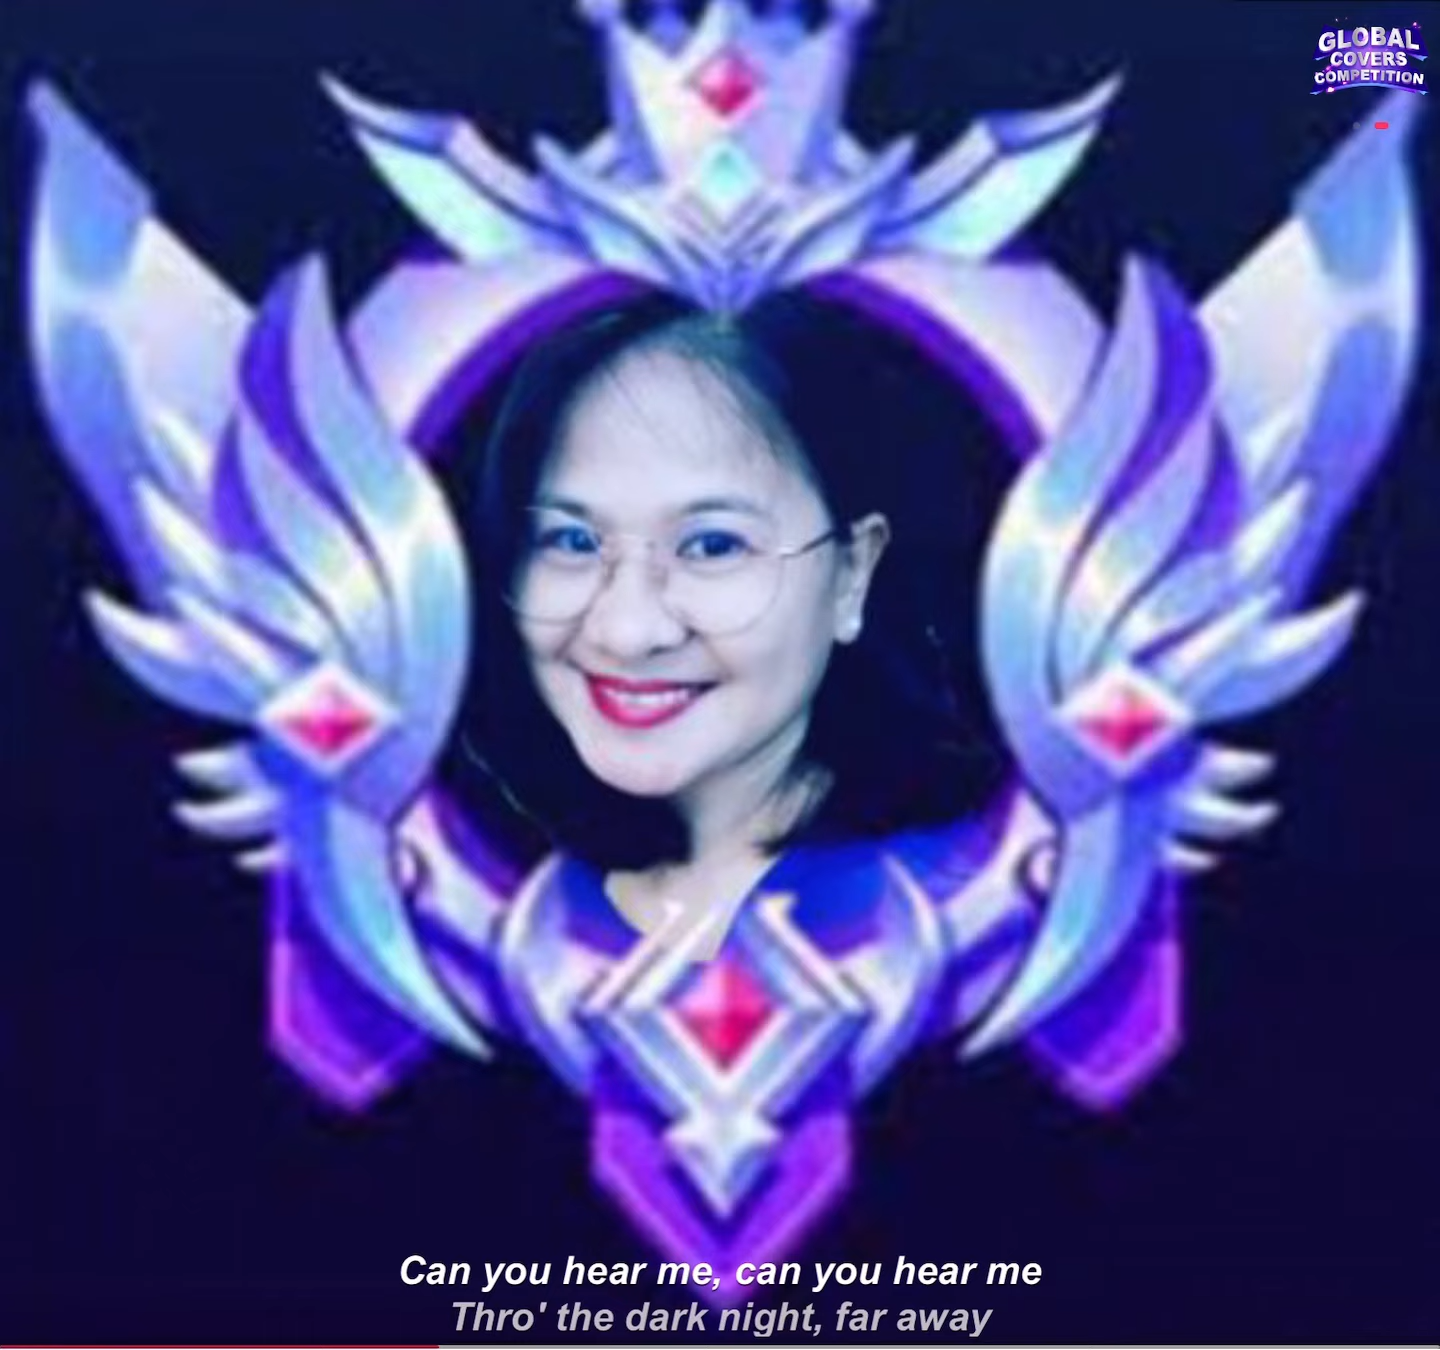 GLOBAL
COVERS
COMPETITION
Can you hear me, can you hear me
Thro' the dark night, far away